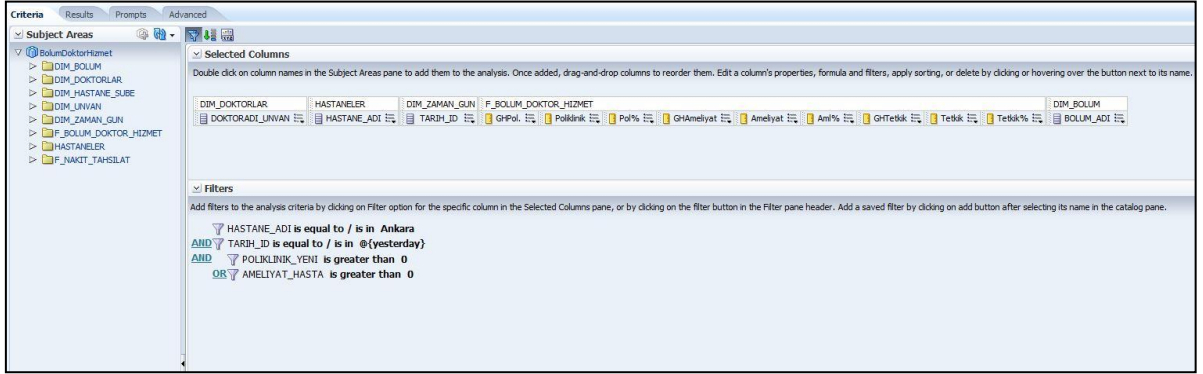 Criteria Results Prompts Advanced
Subject Areas
BolumDoktorHizmet
DIM_BOLUM
DIM_DOKTORLAR
DIM_HASTANE_SUBE
DIM_UNVAN
DIM_ZAMAN_GUN
F_BOLUM_DOKTOR_HIZMET
HASTANELER
F_NAKIT_TAHSILAT
Selected Columns
Double click on column names in the Subject Areas pane to add them to the analysis. Once added, drag-and-drop columns to reorder them. Edit a column's properties, formula and filters, apply sorting, or delete by clicking or hovering over the button next to its name.
DIM_DOKTORLAR HASTANELER DIM_ZAMAN_GUN F_BOLUM_DOKTOR_HIZMET DIM_BOLUM
DOKTORADI_UNVAN HASTANE_ADI TARIH_ID GHPol. Poliklinik Pol% GHAmeliyat Ameliyat Aml% GHTetkik Tetkik Tetkik% BOLUM_ADI
Filters
Add filters to the analysis criteria by clicking on Filter option for the specific column in the Selected Columns pane, or by clicking on the filter button in the Filter pane header. Add a saved filter by clicking on add button after selecting its name in the catalog pane.
HASTANE_ADI is equal to / is in Ankara
AND TARIH_ID is equal to / is in @{yesterday}
AND POLIKLINIK_YENI is greater than 0
OR AMELIYAT_HASTA is greater than 0